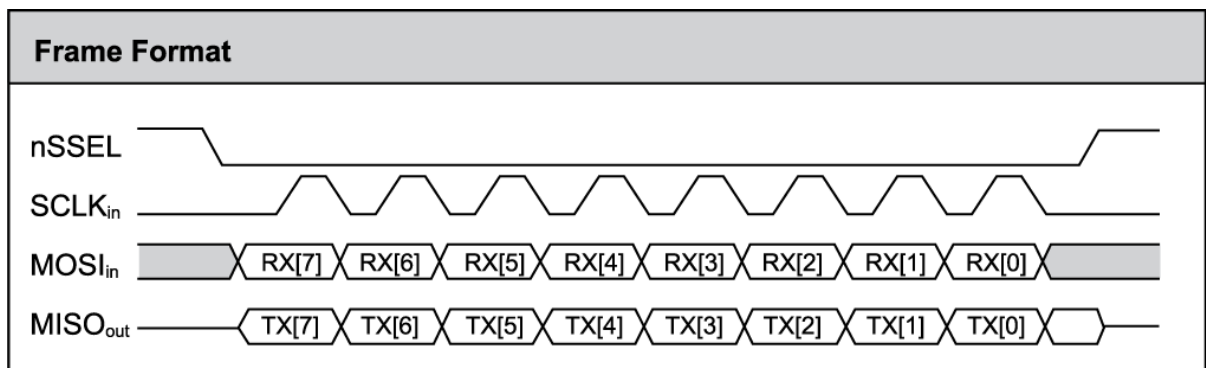 Frame Format
nSSEL
SCLKin
MOSIin RX[7] RX[6] RX[5] RX[4] RX[3] RX[2] RX[1] RX[0]
MISOout TX[7] TX[6] TX[5] TX[4] TX[3] TX[2] TX[1] TX[0]